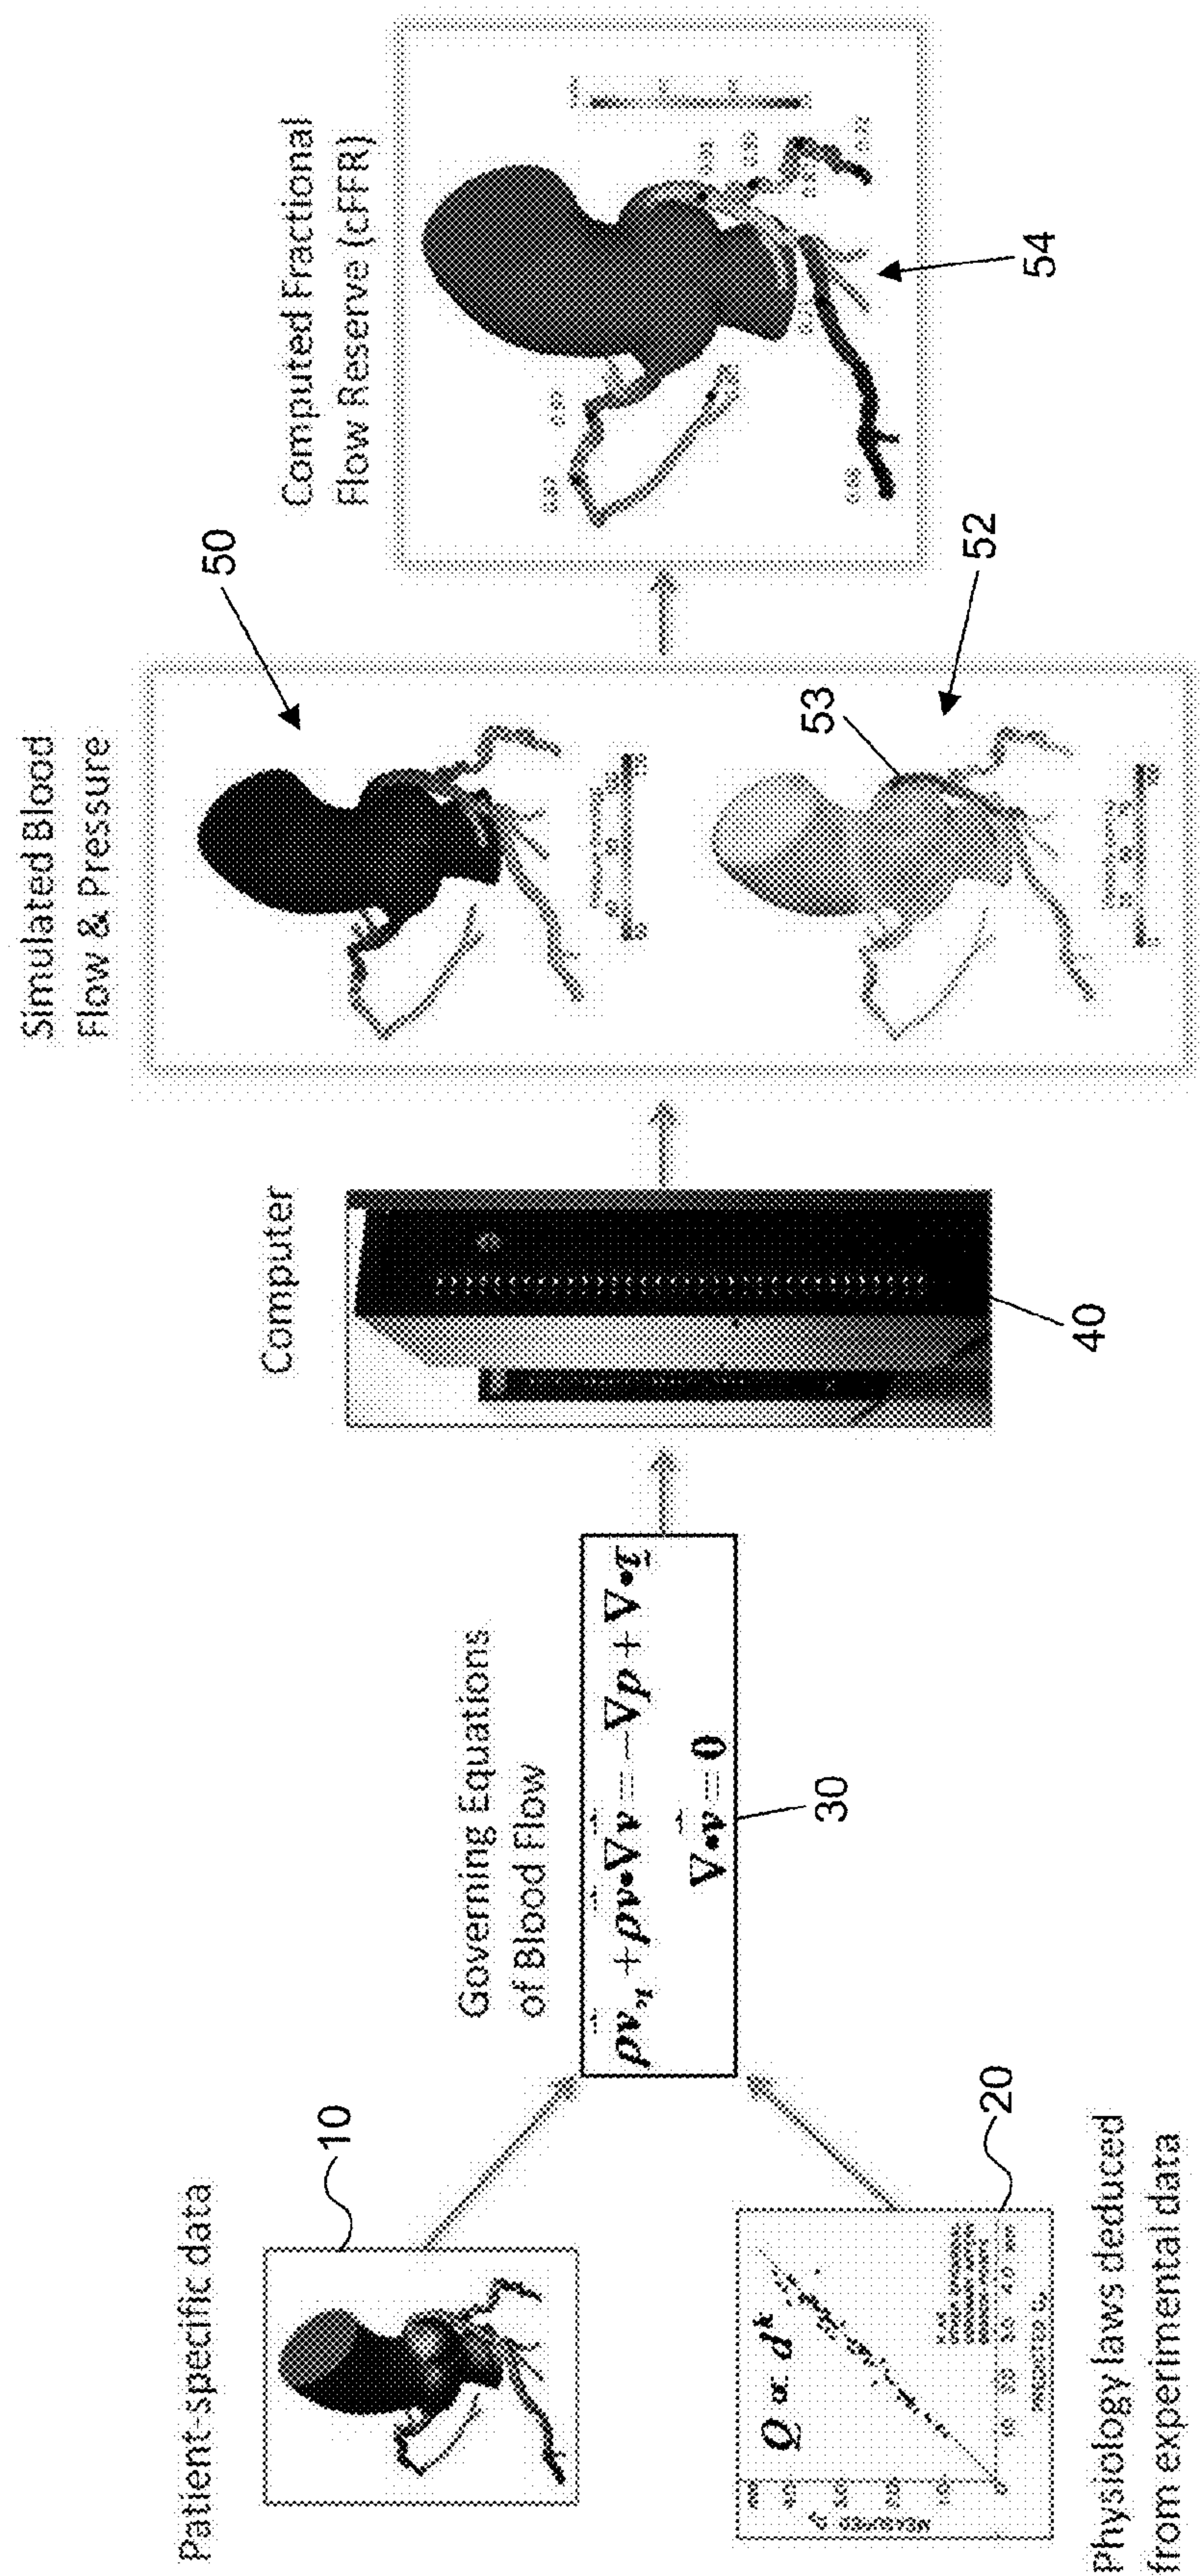 Patient-specific data
10
Q ∝ d^k
20
Physiology laws deduced
from experimental data
Governing Equations
of Blood Flow
ρv⃗,ₜ + ρv⃗•∇v⃗ = −∇p + ∇•τ
∇•v⃗ = 0
30
Computer
40
Simulated Blood
Flow & Pressure
50
53
52
Computed Fractional
Flow Reserve (cFFR)
54